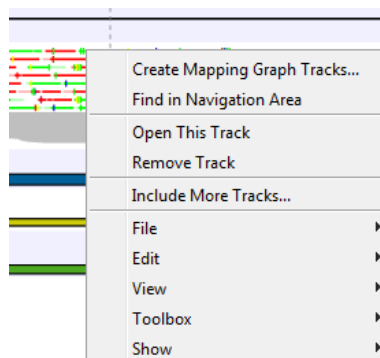 Create Mapping Graph Tracks...
Find in Navigation Area
Open This Track
Remove Track
Include More Tracks...
File
Edit
View
Toolbox
Show